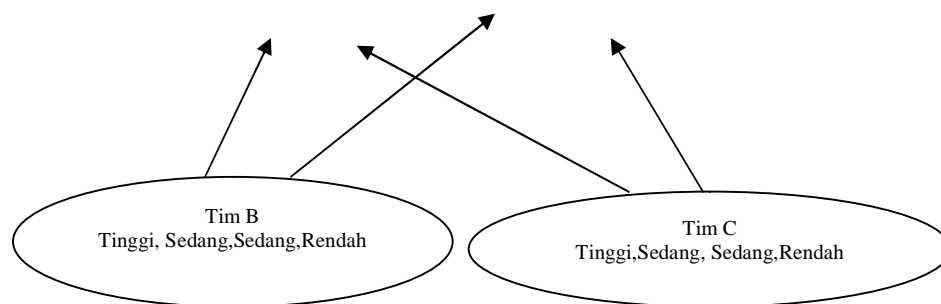 Tim B
Tinggi, Sedang,Sedang,Rendah
Tim C
Tinggi,Sedang, Sedang,Rendah